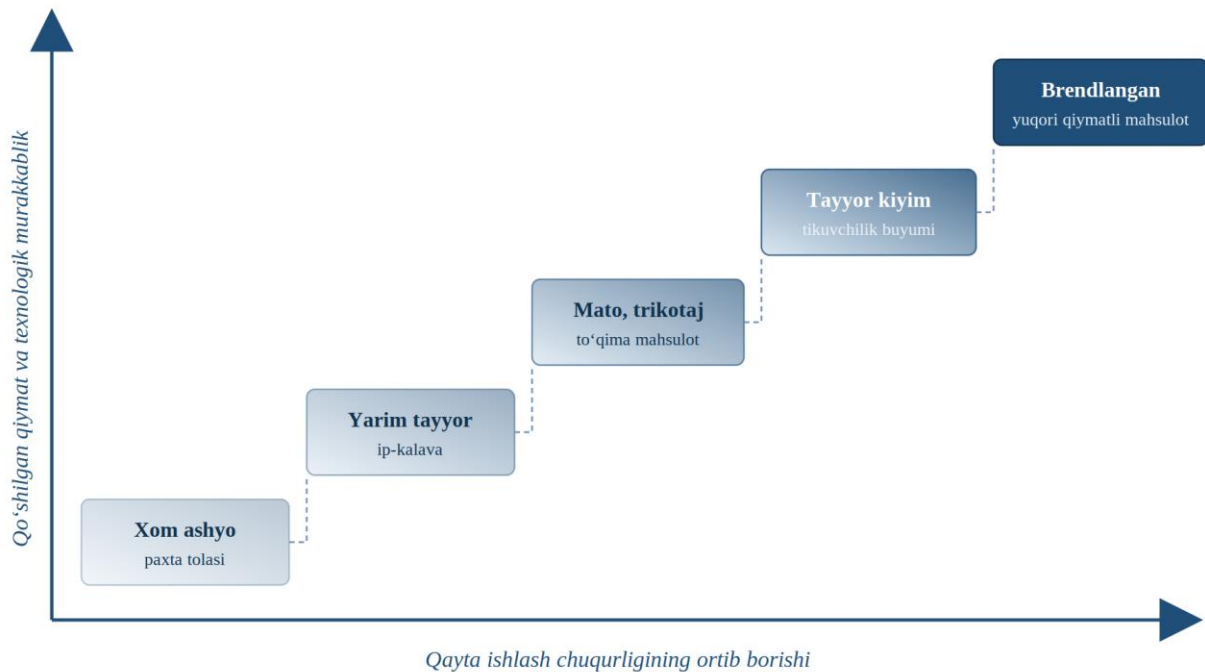 Qo‘shilgan qiymat va texnologik murakkablik
Brendlangan
yuqori qiymatli mahsulot
Tayyor kiyim
tikuvchilik buyumi
Mato, trikotaj
to‘qima mahsulot
Yarim tayyor
ip-kalava
Xom ashyo
paxta tolasi
Qayta ishlash chuqurligining ortib borishi